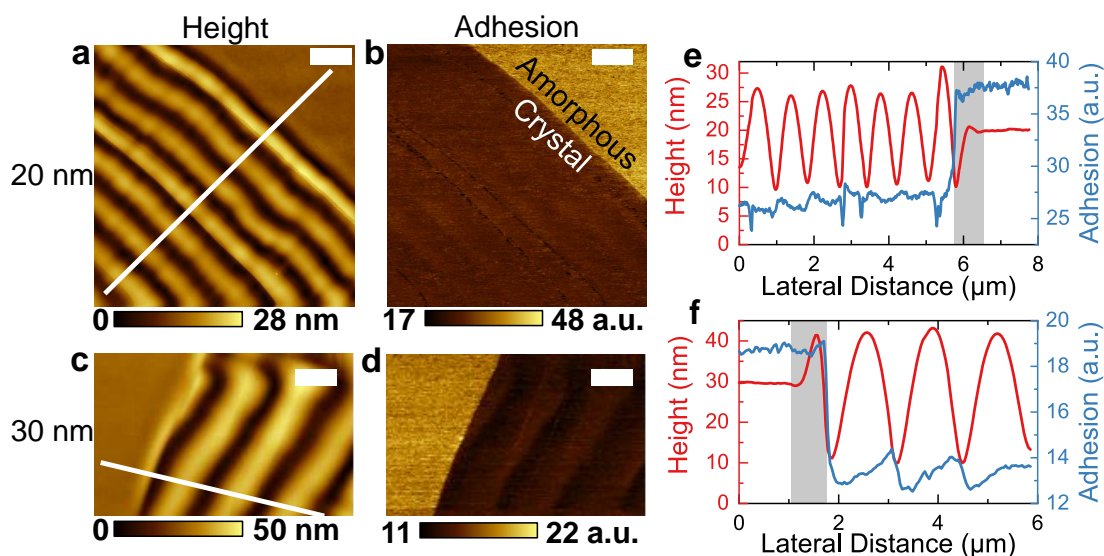 Height
Adhesion
a
b
20 nm
Amorphous
Crystal
0
28 nm
17
48 a.u.
c
d
30 nm
0
50 nm
11
22 a.u.
e
30
25
20
15
10
5
0
Height (nm)
40
35
30
25
Adhesion (a.u.)
0
2
4
6
8
Lateral Distance (µm)
f
40
30
20
10
0
Height (nm)
20
19
18
16
14
12
Adhesion (a.u.)
0
2
4
6
Lateral Distance (µm)